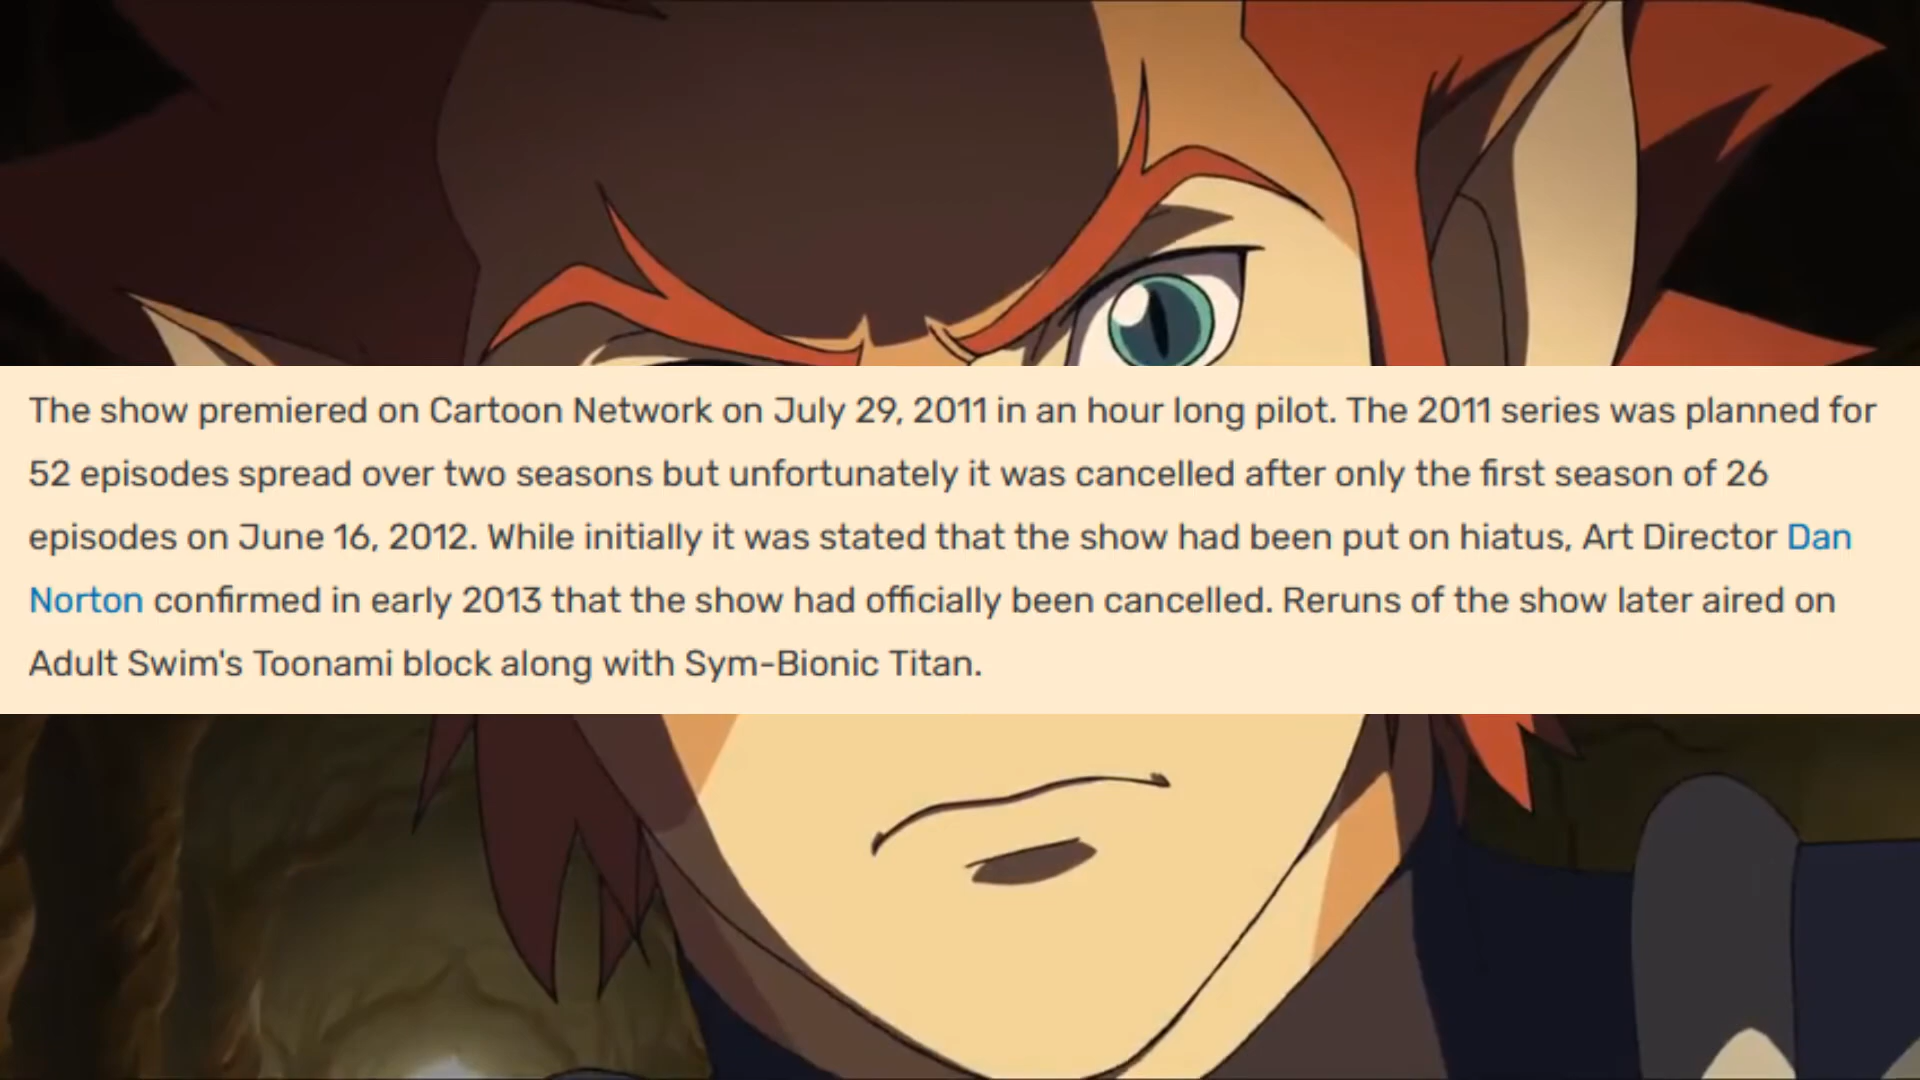 The show premiered on Cartoon Network on July 29, 2011 in an hour long pilot. The 2011 series was planned for
52 episodes spread over two seasons but unfortunately it was cancelled after only the first season of 26
episodes on June 16, 2012. While initially it was stated that the show had been put on hiatus, Art Director Dan
Norton confirmed in early 2013 that the show had officially been cancelled. Reruns of the show later aired on
Adult Swim's Toonami block along with Sym-Bionic Titan.